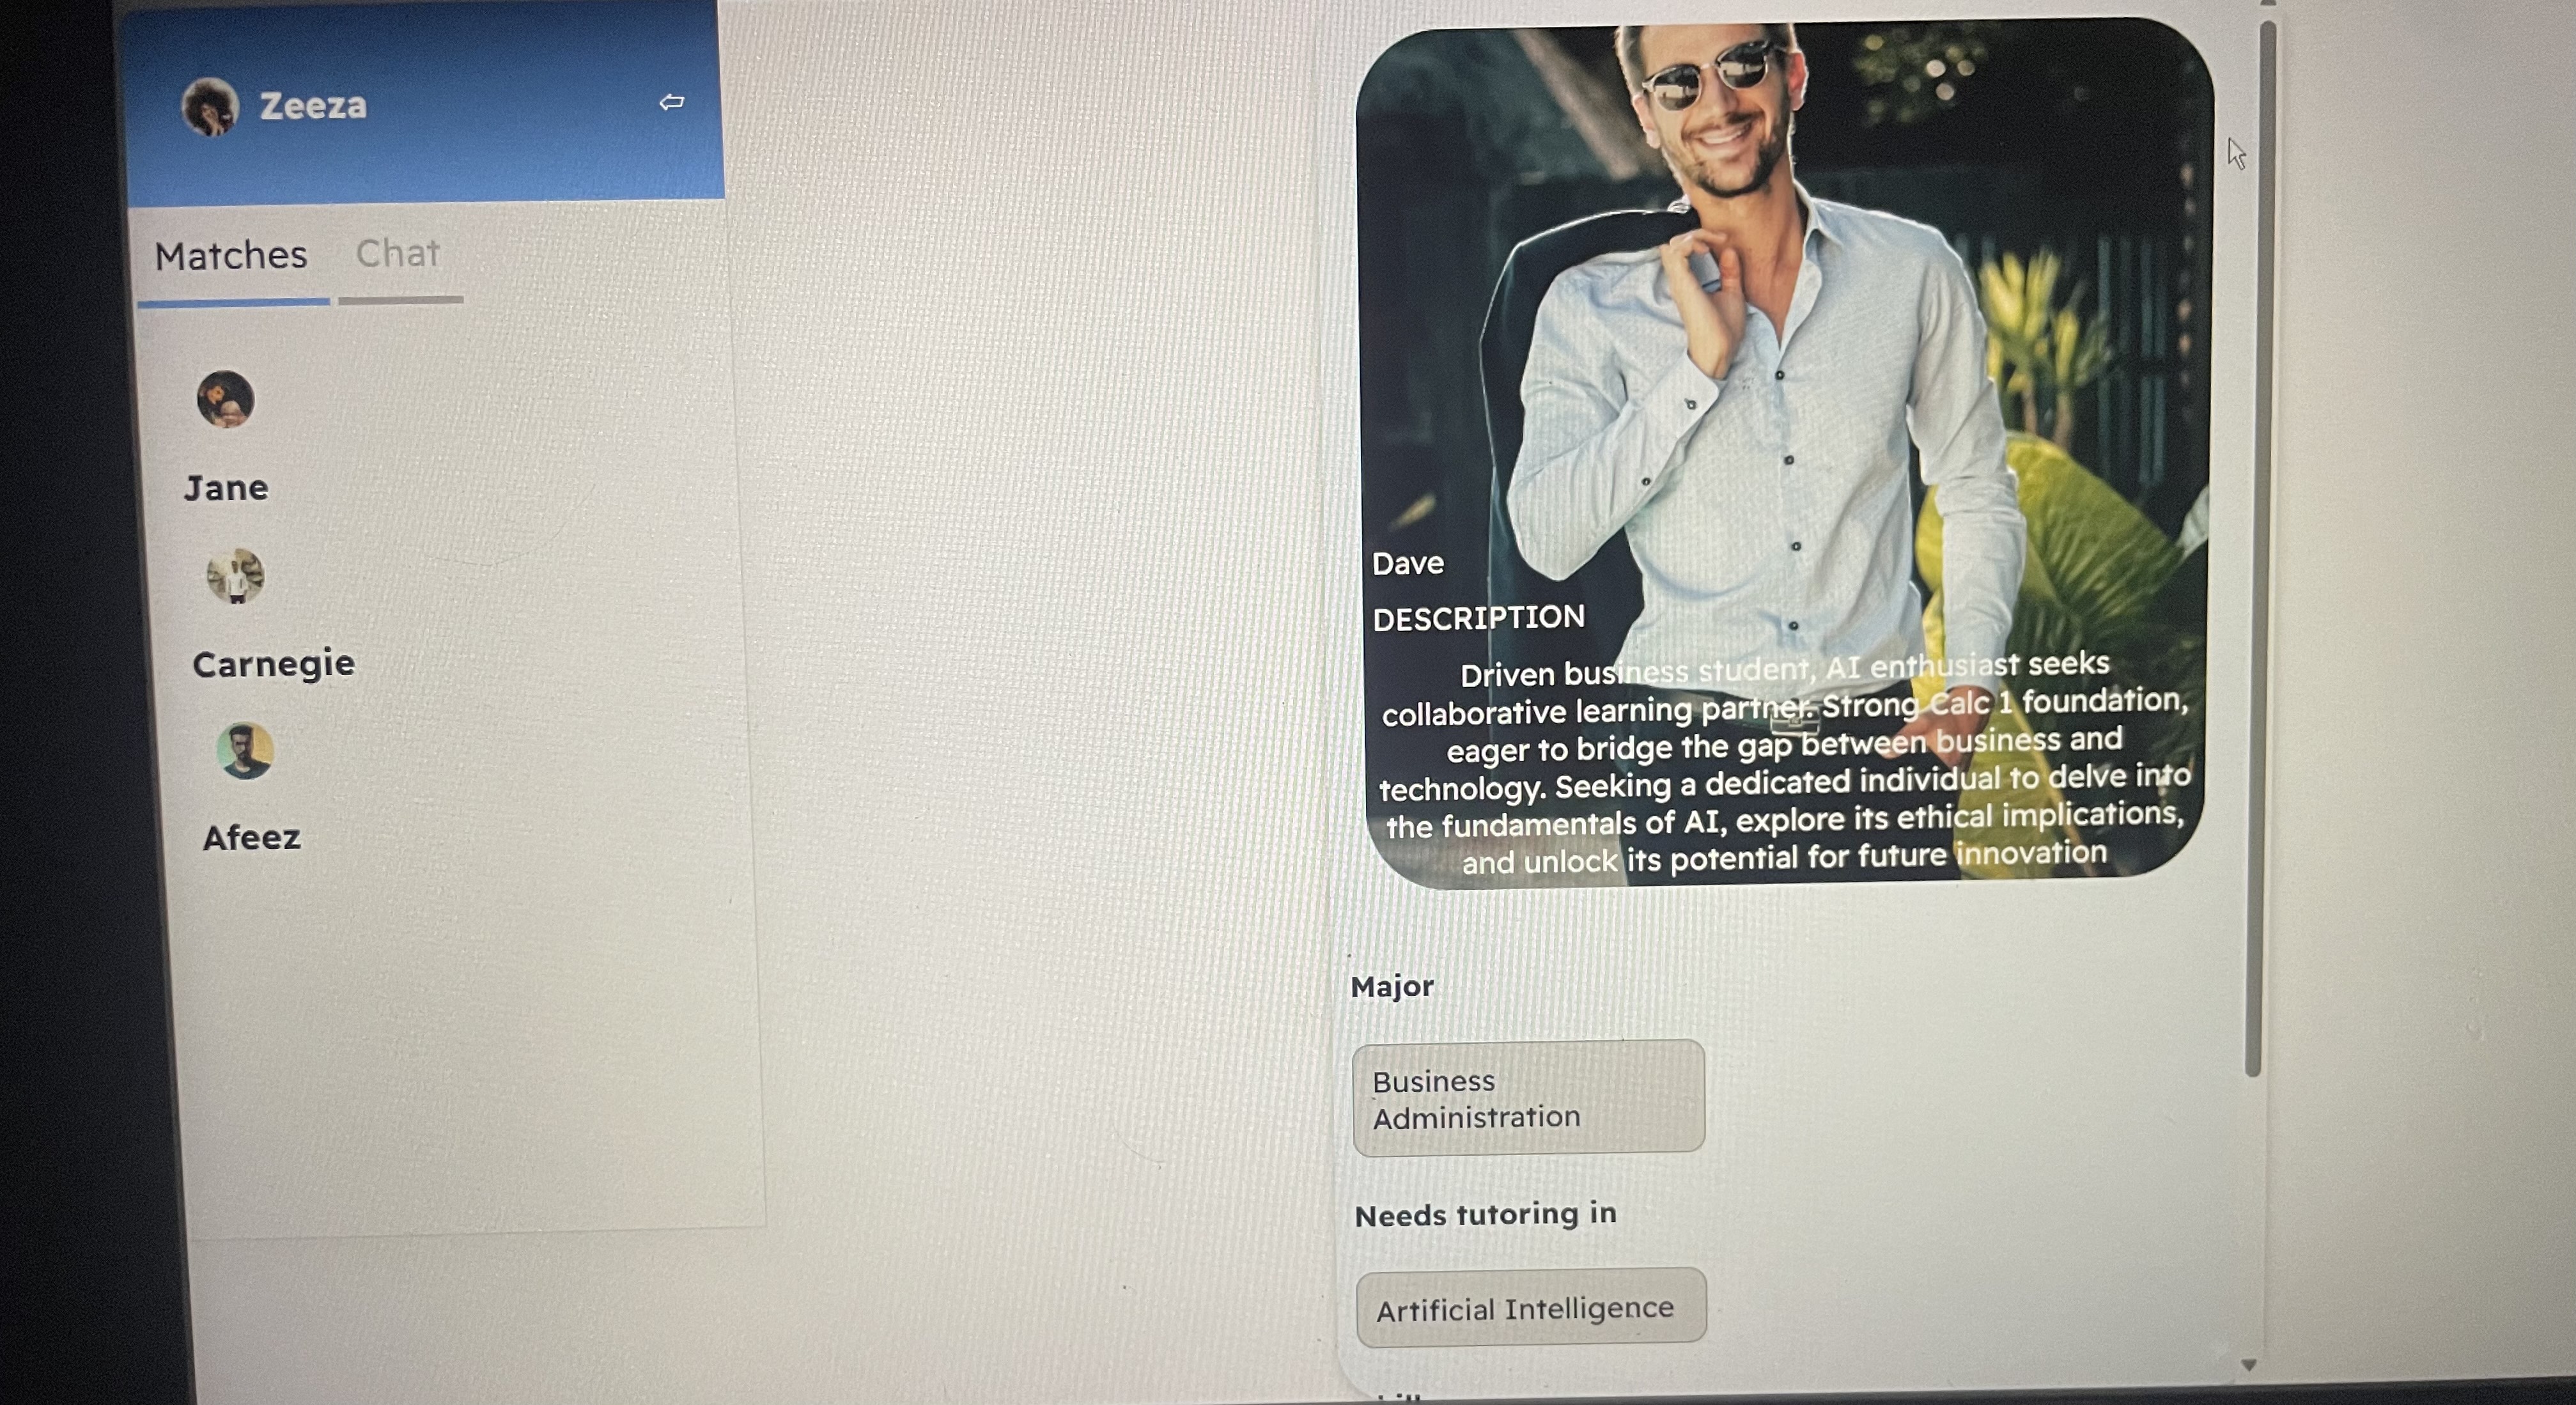 Zeeza
Matches Chat
Jane
Carnegie
Afeez
Dave
DESCRIPTION
Driven business student, AI enthusiast seeks
collaborative learning partner. Strong Calc 1 foundation,
eager to bridge the gap between business and
technology. Seeking a dedicated individual to delve into
the fundamentals of AI, explore its ethical implications,
and unlock its potential for future innovation
Major
Business
Administration
Needs tutoring in
Artificial Intelligence